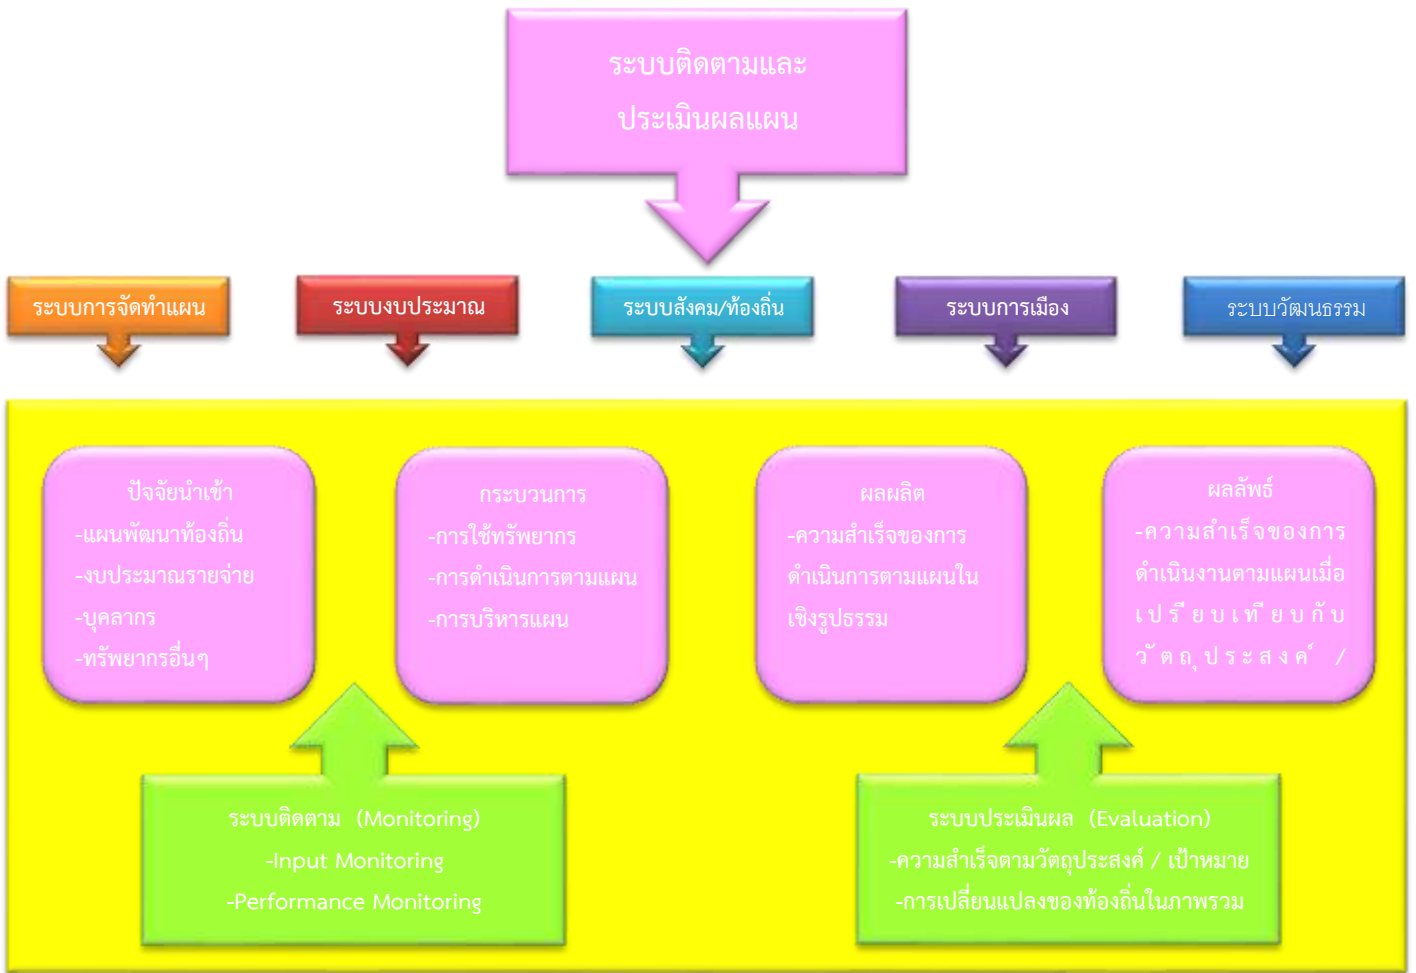 ระบบติดตามและ
ประเมินผลแผน
ระบบการจัดทำแผน
ระบบงบประมาณ
ระบบสังคม/ท้องถิ่น
ระบบการเมือง
ระบบวัฒนธรรม
ปัจจัยนำเข้า
-แผนพัฒนาท้องถิ่น
-งบประมาณรายจ่าย
-บุคลากร
-ทรัพยากรอื่นๆ
กระบวนการ
-การใช้ทรัพยากร
-การดำเนินการตามแผน
-การบริหารแผน
ผลผลิต
-ความสำเร็จของการ
ดำเนินการตามแผนใน
เชิงรูปธรรม
ผลลัพธ์
-ความสำเร็จของการ
ดำเนินงานตามแผนเมื่อ
เปรียบเทียบกับ
วัตถุประสงค์ /
ระบบติดตาม (Monitoring)
-Input Monitoring
-Performance Monitoring
ระบบประเมินผล (Evaluation)
-ความสำเร็จตามวัตถุประสงค์ / เป้าหมาย
-การเปลี่ยนแปลงของท้องถิ่นในภาพรวม